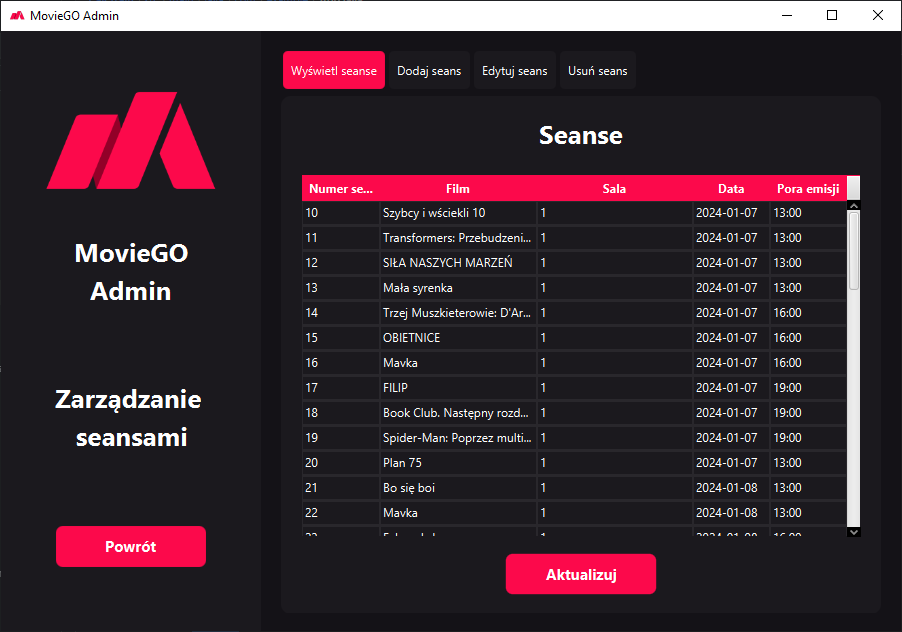 MovieGO Admin
MovieGO
Admin
Zarządzanie
seansami
Powrót
Wyświetl seanse Dodaj seans Edytuj seans Usuń seans
Seanse
Numer se... Film Sala Data Pora emisji
10 Szybcy i wściekli 10 1 2024-01-07 13:00
11 Transformers: Przebudzeni... 1 2024-01-07 13:00
12 SIŁA NASZYCH MARZEŃ 1 2024-01-07 13:00
13 Mała syrenka 1 2024-01-07 13:00
14 Trzej Muszkieterowie: D'Ar... 1 2024-01-07 16:00
15 OBIETNICE 1 2024-01-07 16:00
16 Mavka 1 2024-01-07 16:00
17 FILIP 1 2024-01-07 19:00
18 Book Club. Następny rozd... 1 2024-01-07 19:00
19 Spider-Man: Poprzez multi... 1 2024-01-07 19:00
20 Plan 75 1 2024-01-07 13:00
21 Bo się boi 1 2024-01-08 13:00
22 Mavka 1 2024-01-08 13:00
Aktualizuj